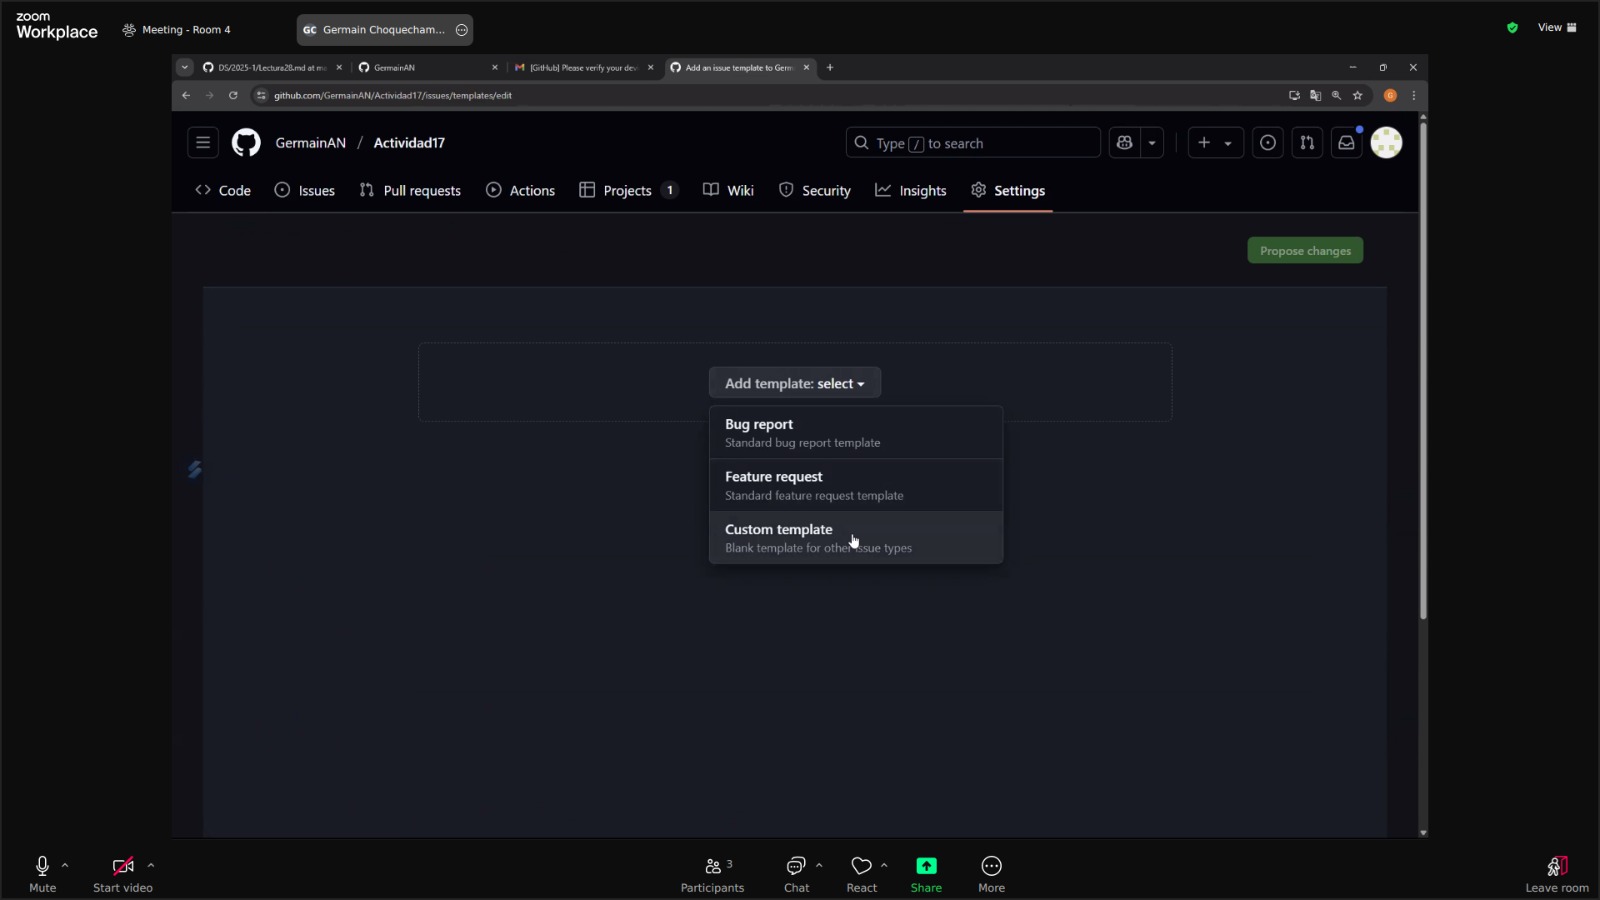 zoom
Workplace
Meeting - Room 4
GC Germain Choquecham...
View
DS/2025-1/Lectura28.md at ma
GermainAN
[GitHub] Please verify your devi
Add an issue template to Germ
github.com/GermainAN/Actividad17/issues/templates/edit
GermainAN / Actividad17
Type / to search
Code
Issues
Pull requests
Actions
Projects 1
Wiki
Security
Insights
Settings
Propose changes
Add template: select
Bug report
Standard bug report template
Feature request
Standard feature request template
Custom template
Blank template for other issue types
G
Mute
Start video
3
Participants
Chat
React
Share
More
Leave room